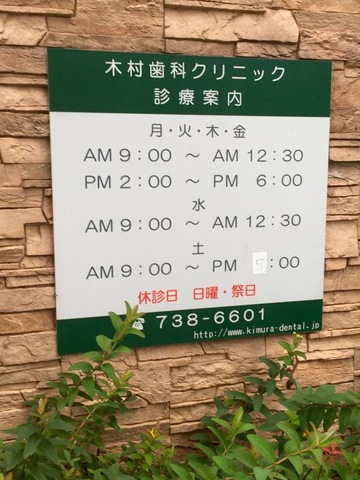 木村歯科クリニック
診療案内
月・火・木・金
AM 9：00 ～ AM 12：30
PM 2：00 ～ PM 6：00
水
AM 9：00 ～ AM 12：30
土
AM 9：00 ～ PM 5：00
休診日 日曜・祭日
☎ 738-6601
http://www.kimura-dental.jp